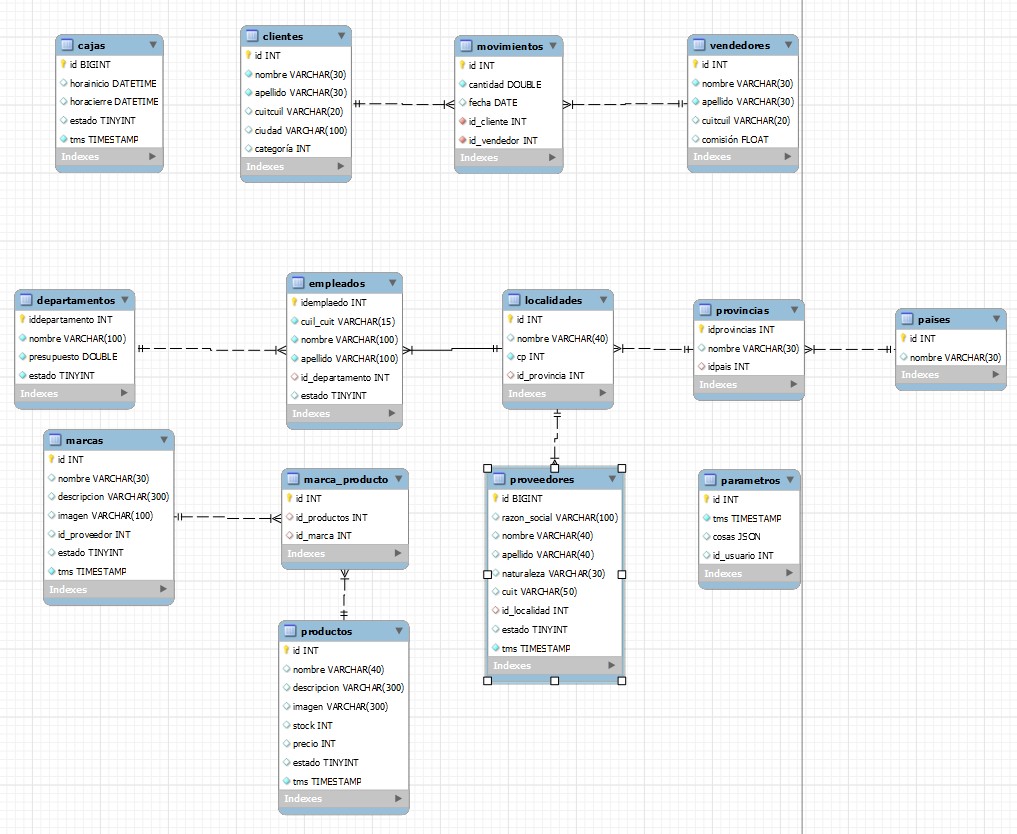 cajas
id BIGINT
horainicio DATETIME
horacierre DATETIME
estado TINYINT
tms TIMESTAMP
Indexes
clientes
id INT
nombre VARCHAR(30)
apellido VARCHAR(30)
cuitcuil VARCHAR(20)
ciudad VARCHAR(100)
categoría INT
Indexes
movimientos
id INT
cantidad DOUBLE
fecha DATE
id_cliente INT
id_vendedor INT
Indexes
vendedores
id INT
nombre VARCHAR(30)
apellido VARCHAR(30)
cuitcuil VARCHAR(20)
comisión FLOAT
Indexes
departamentos
iddepartamento INT
nombre VARCHAR(100)
presupuesto DOUBLE
estado TINYINT
Indexes
empleados
idemplaedo INT
cuil_cuit VARCHAR(15)
nombre VARCHAR(100)
apellido VARCHAR(100)
id_departamento INT
estado TINYINT
Indexes
localidades
id INT
nombre VARCHAR(40)
cp INT
id_provincia INT
Indexes
provincias
idprovincias INT
nombre VARCHAR(30)
idpais INT
Indexes
paises
id INT
nombre VARCHAR(30)
Indexes
marcas
id INT
nombre VARCHAR(30)
descripcion VARCHAR(300)
imagen VARCHAR(100)
id_proveedor INT
estado TINYINT
tms TIMESTAMP
Indexes
marca_producto
id INT
id_productos INT
id_marca INT
Indexes
proveedores
id BIGINT
razon_social VARCHAR(100)
nombre VARCHAR(40)
apellido VARCHAR(40)
naturaleza VARCHAR(30)
cuit VARCHAR(50)
id_localidad INT
estado TINYINT
tms TIMESTAMP
Indexes
parametros
id INT
tms TIMESTAMP
cosas JSON
id_usuario INT
Indexes
productos
id INT
nombre VARCHAR(40)
descripcion VARCHAR(300)
imagen VARCHAR(300)
stock INT
precio INT
estado TINYINT
tms TIMESTAMP
Indexes